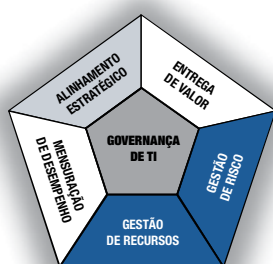 ALINHAMENTO
ESTRATÉGICO
ENTREGA
DE VALOR
MENSURAÇÃO
DE DESEMPENHO
GOVERNANÇA
DE TI
GESTÃO
DE RISCO
GESTÃO
DE RECURSOS